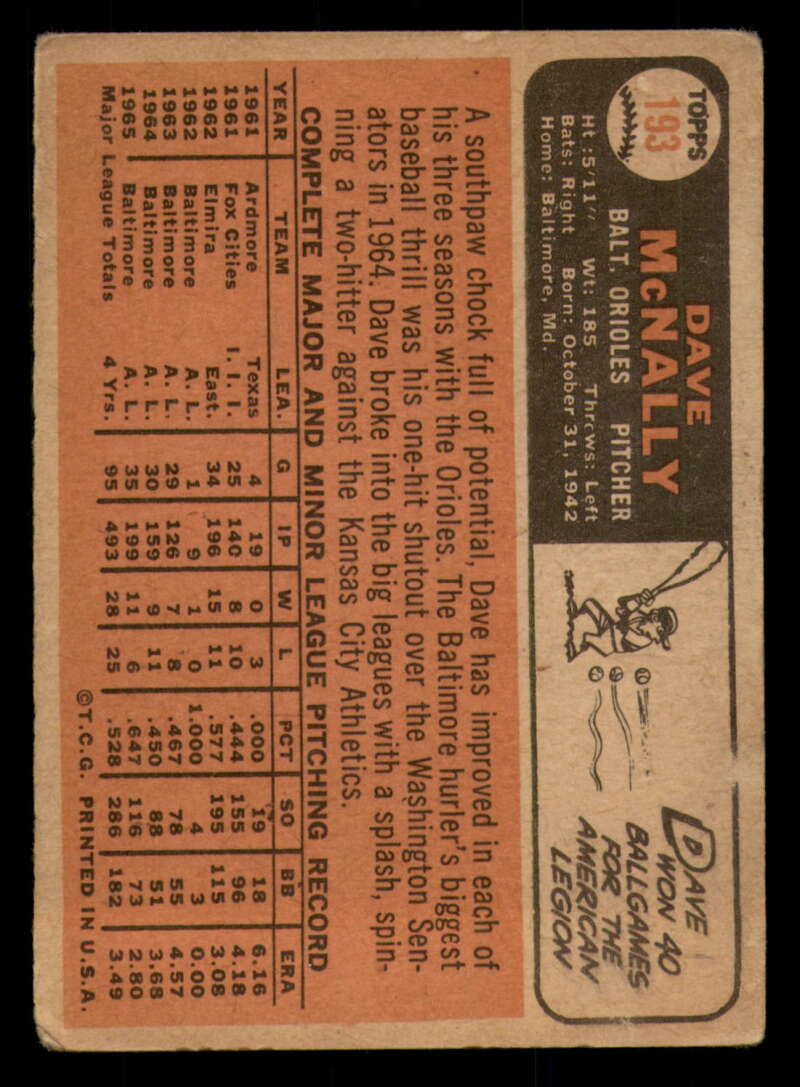 TOPPS
193
DAVE
McNALLY
BALT. ORIOLES PITCHER
Ht: 5'11" Wt: 185 Throws: Left
Bats: Right Born: October 31, 1942
Home: Baltimore, Md.
DAVE
WON 40
BALLGAMES
FOR THE
AMERICAN
LEGION
A southpaw chock full of potential, Dave has improved in each of
his three seasons with the Orioles. The Baltimore hurler's biggest
baseball thrill was his one-hit shutout over the Washington Sen-
ators in 1964. Dave broke into the big leagues with a splash, spin-
ning a two-hitter against the Kansas City Athletics.
COMPLETE MAJOR AND MINOR LEAGUE PITCHING RECORD
YEAR TEAM LEA. G IP W L PCT SO BB ERA
1961 Ardmore Texas 4 19 0 3 .000 19 18 6.16
1961 Fox Cities I. I. I. 25 140 8 10 .444 155 96 4.18
1962 Elmira East. 34 196 15 11 .577 195 115 3.08
1962 Baltimore A. L. 1 9 1 0 1.000 4 3 0.00
1963 Baltimore A. L. 29 126 7 8 .467 78 55 4.57
1964 Baltimore A. L. 30 159 9 11 .450 88 51 3.68
1965 Baltimore A. L. 35 199 11 6 .647 116 73 2.80
Major League Totals 4 Yrs. 95 493 28 25 .528 286 182 3.49
©T.C.G. PRINTED IN U.S.A.